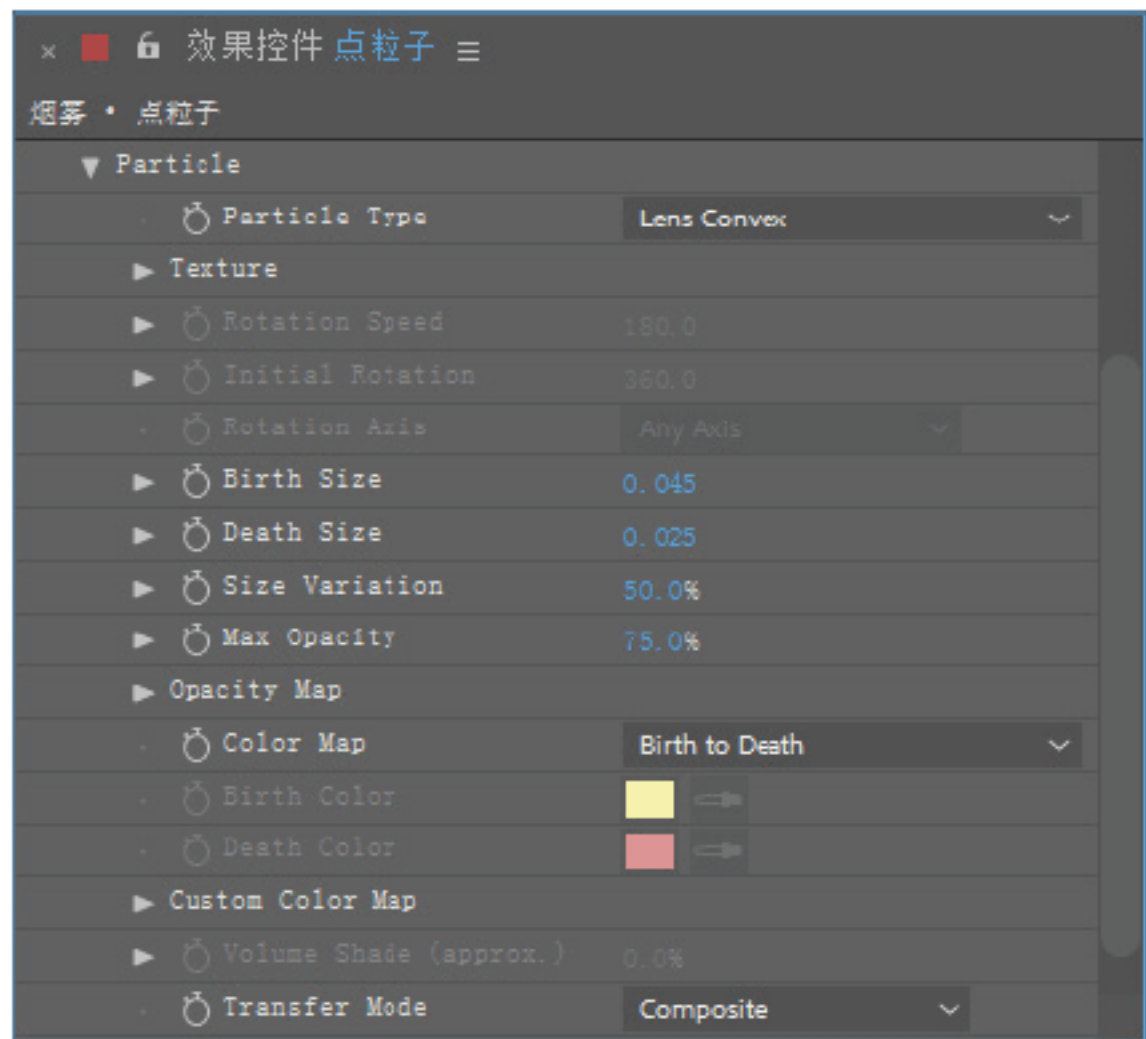 × 效果控件 点粒子 ≡
烟雾 • 点粒子
Particle
Particle Type Lens Convex
Texture
Rotation Speed 180.0
Initial Rotation 360.0
Rotation Axis Any Axis
Birth Size 0.045
Death Size 0.025
Size Variation 50.0%
Max Opacity 75.0%
Opacity Map
Color Map Birth to Death
Birth Color
Death Color
Custom Color Map
Volume Shade (approx.) 0.0%
Transfer Mode Composite